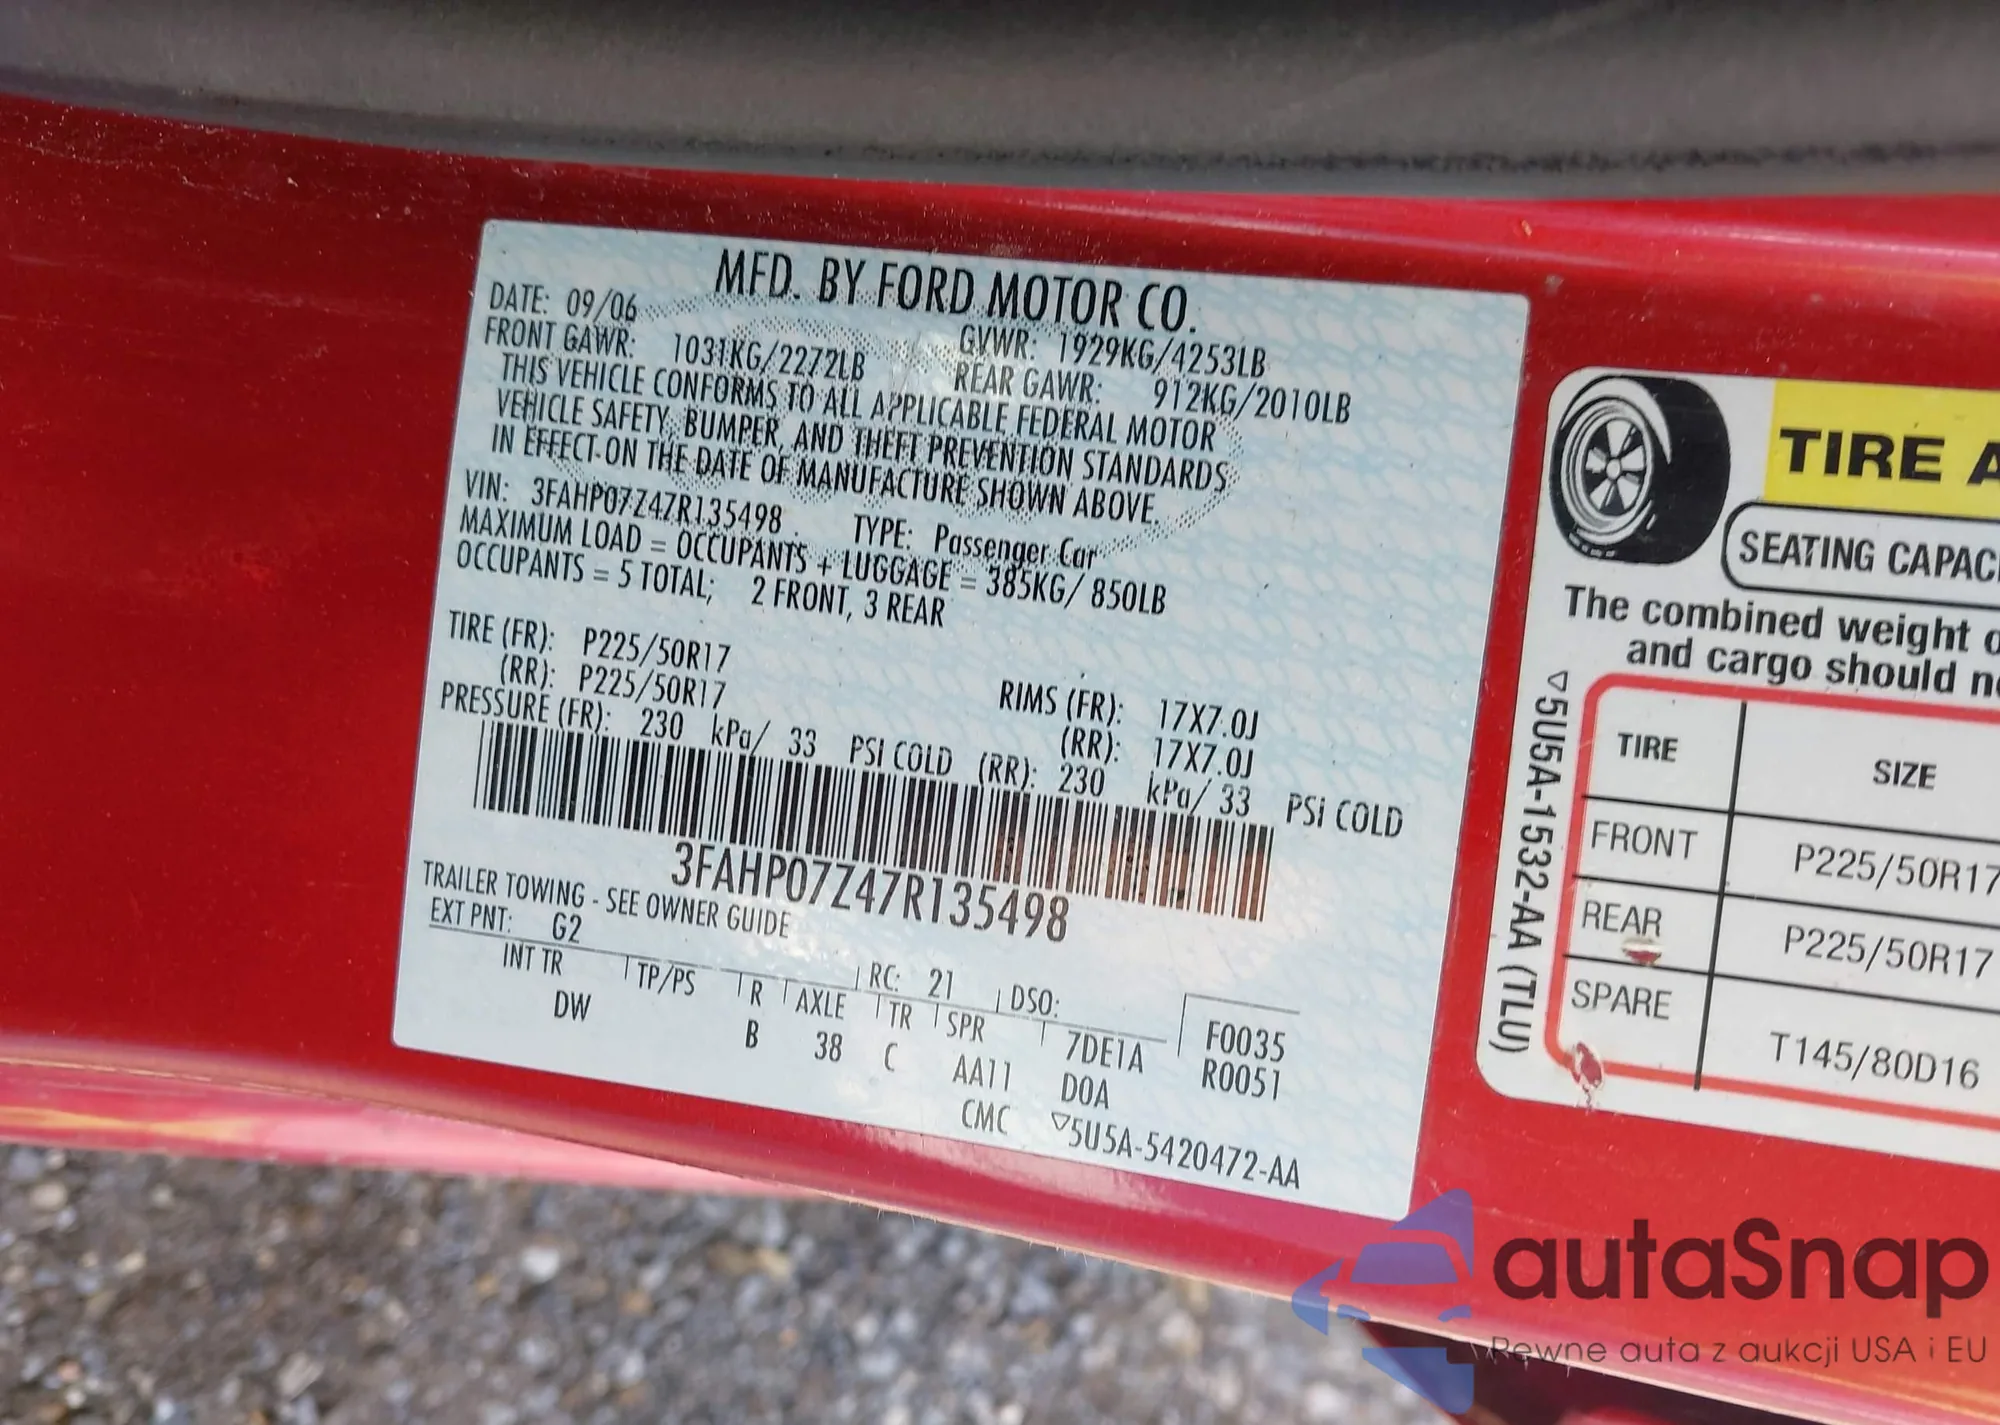 MFD. BY FORD MOTOR CO.
DATE: 09/06 GVWR: 1929KG/4253LB
FRONT GAWR: 1031KG/2272LB REAR GAWR: 912KG/2010LB
THIS VEHICLE CONFORMS TO ALL APPLICABLE FEDERAL MOTOR
VEHICLE SAFETY, BUMPER, AND THEFT PREVENTION STANDARDS
IN EFFECT ON THE DATE OF MANUFACTURE SHOWN ABOVE.
VIN: 3FAHP07Z47R135498 TYPE: Passenger Car
MAXIMUM LOAD = OCCUPANTS + LUGGAGE = 385KG/ 850LB
OCCUPANTS = 5 TOTAL; 2 FRONT, 3 REAR
TIRE (FR): P225/50R17 RIMS (FR): 17X7.0J
(RR): P225/50R17 (RR): 17X7.0J
PRESSURE (FR): 230 kPa/ 33 PSI COLD (RR): 230 kPa/ 33 PSI COLD
3FAHP07Z47R135498
TRAILER TOWING - SEE OWNER GUIDE
EXT PNT: G2 RC: 21 DSO: F0035
INT TR TP/PS R AXLE TR SPR 7DE1A R0051
DW B 38 C AA11 D0A
CMC ▽5U5A-5420472-AA
TIRE A
SEATING CAPAC
The combined weight o
and cargo should n
▽5U5A-1532-AA (TLU)
TIRE SIZE
FRONT P225/50R17
REAR P225/50R17
SPARE T145/80D16
autaSnap
Pewne auta z aukcji USA i EU